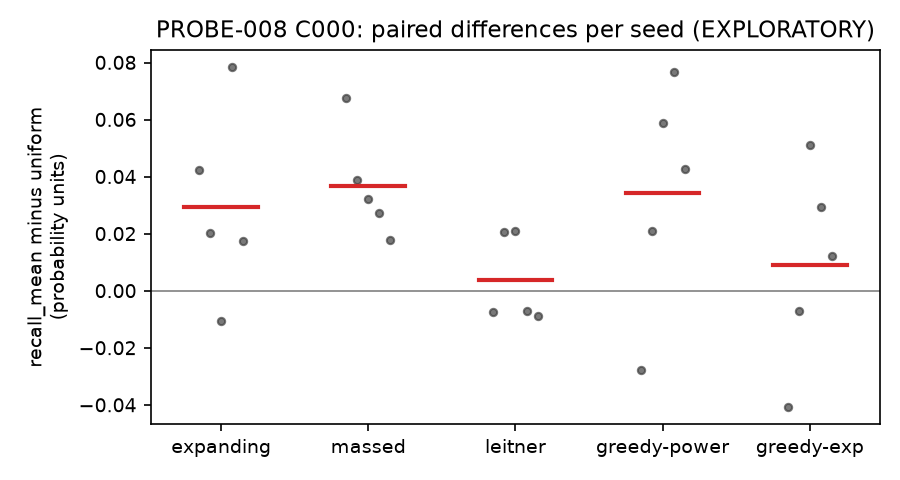 PROBE-008 C000: paired differences per seed (EXPLORATORY)
recall_mean minus uniform
(probability units)
0.08
0.06
0.04
0.02
0.00
−0.02
−0.04
expanding
massed
leitner
greedy-power
greedy-exp